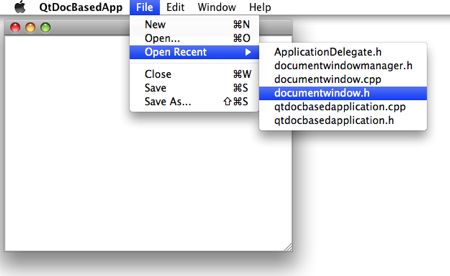 QtDocBasedApp File Edit Window Help
New ⌘N
Open... ⌘O
Open Recent
ApplicationDelegate.h
documentwindowmanager.h
documentwindow.cpp
documentwindow.h
qtdocbasedapplication.cpp
qtdocbasedapplication.h
Close ⌘W
Save ⌘S
Save As... ⇧⌘S